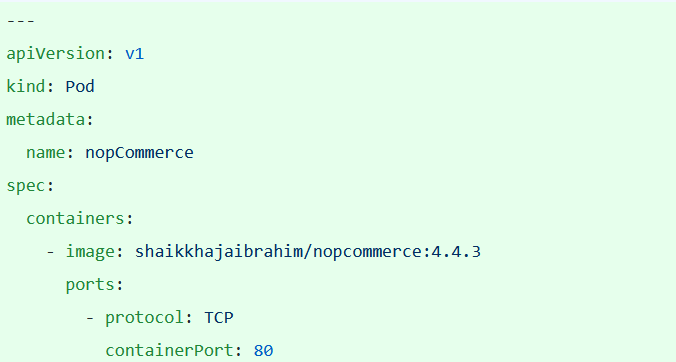 ---
apiVersion: v1
kind: Pod
metadata:
  name: nopCommerce
spec:
  containers:
    - image: shaikkhajaibrahim/nopcommerce:4.4.3
      ports:
        - protocol: TCP
          containerPort: 80